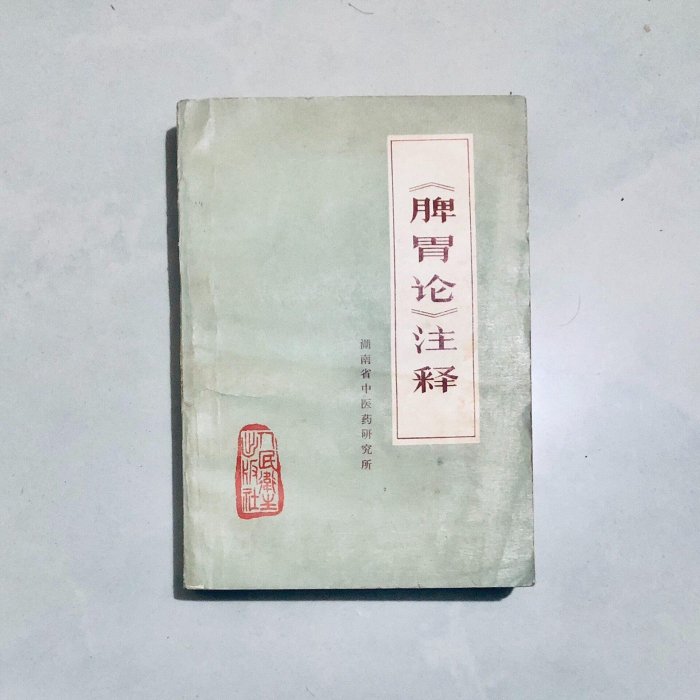 《脾胃论》注释
湖南省中医药研究所
人民衛生
出版社